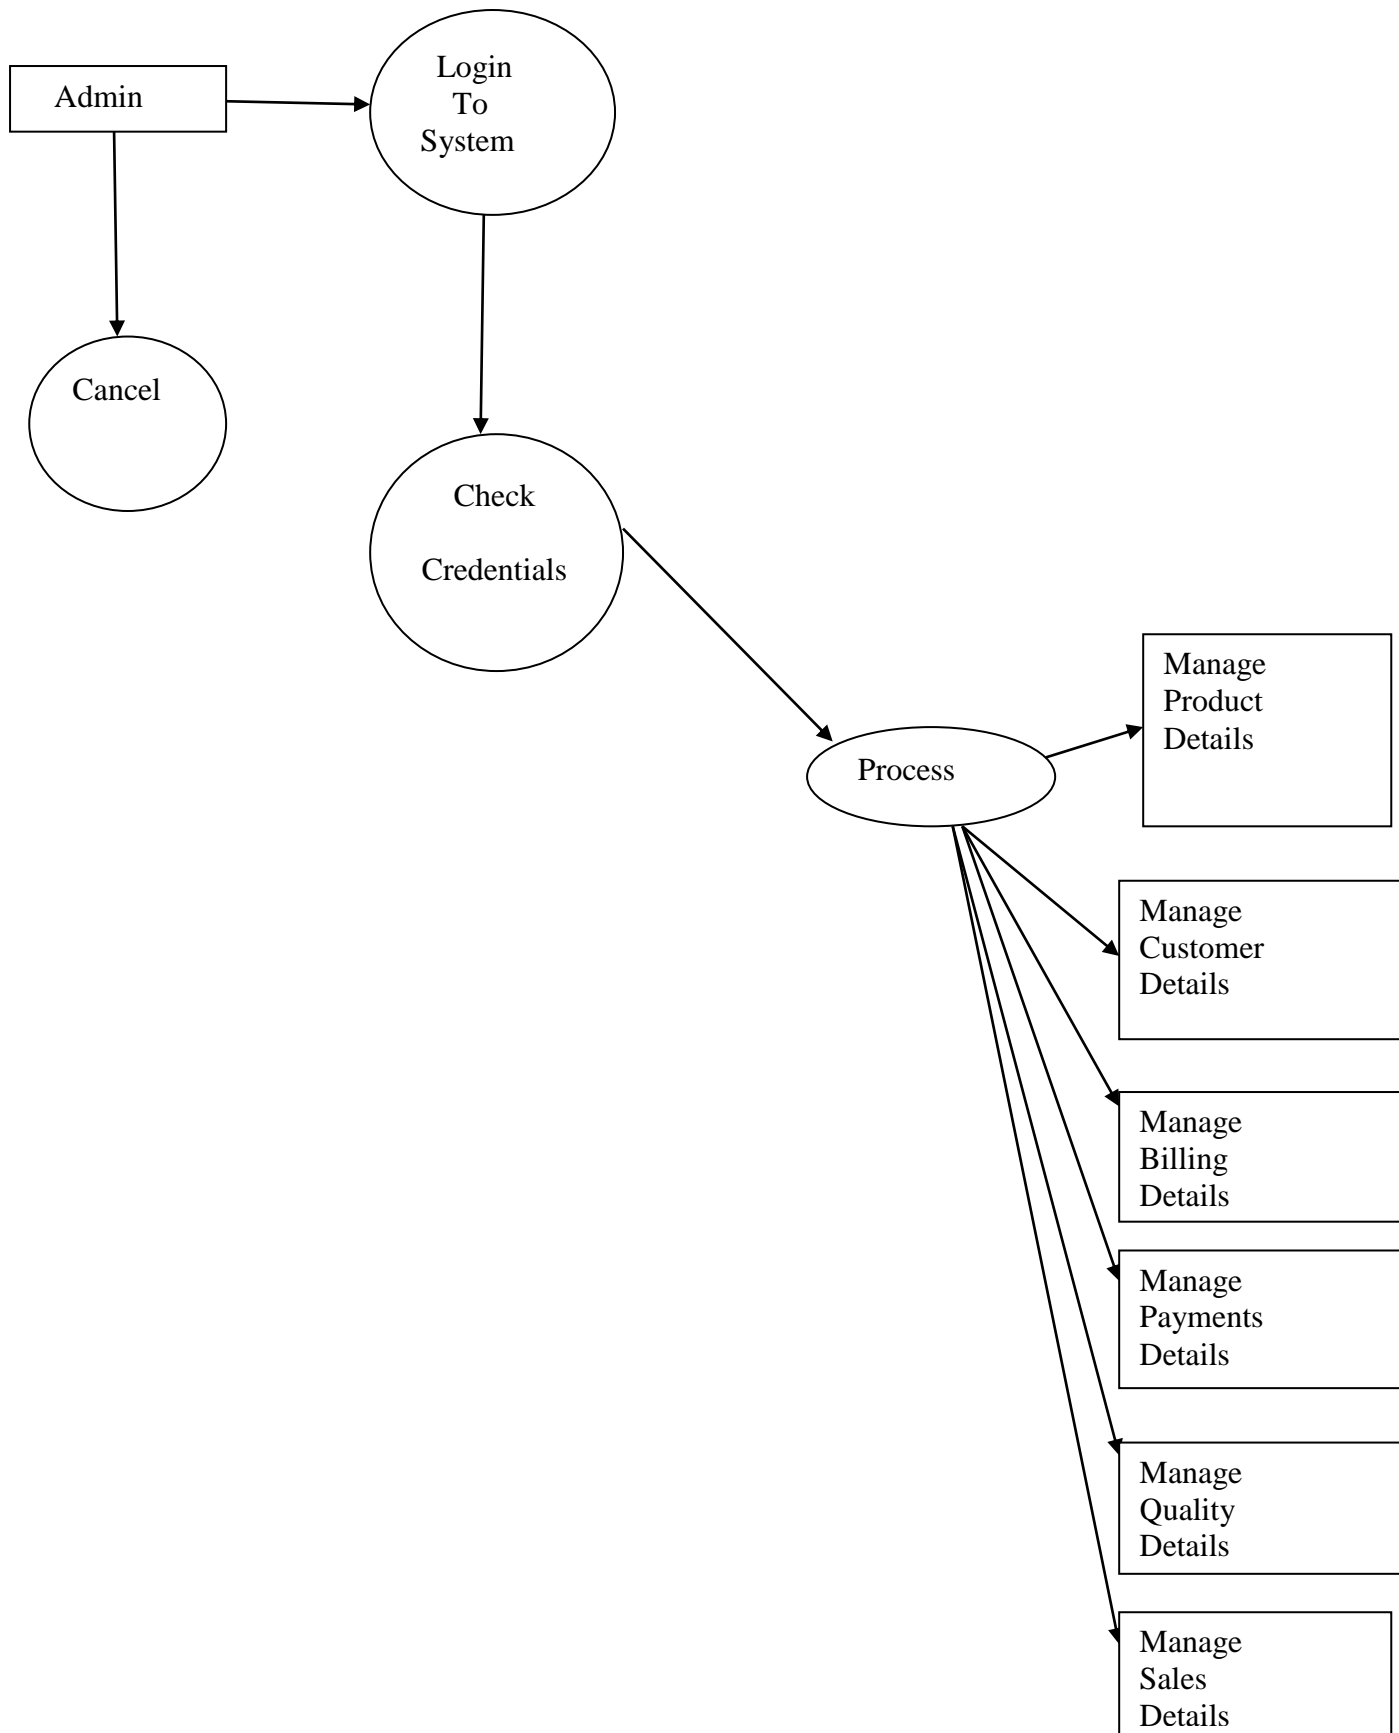 Admin
Login
To
System
Cancel
Check
Credentials
Process
Manage
Product
Details
Manage
Customer
Details
Manage
Billing
Details
Manage
Payments
Details
Manage
Quality
Details
Manage
Sales
Details